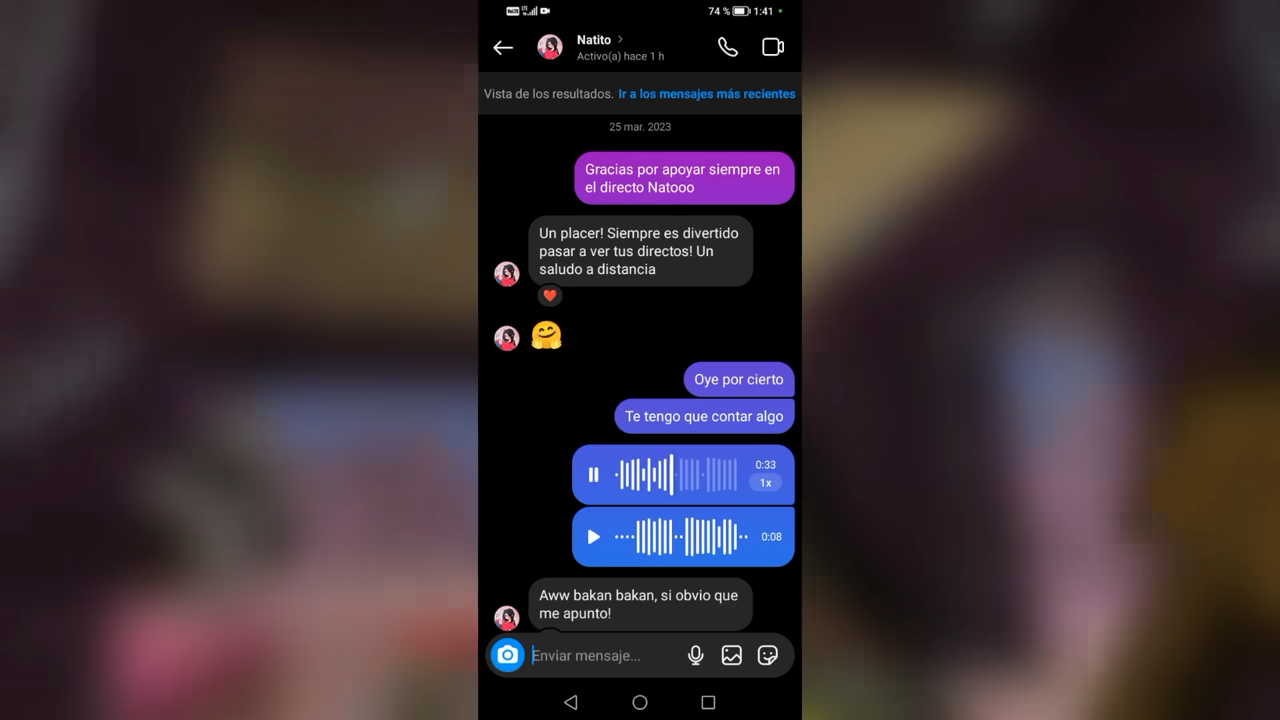 74 % 1:41
Natito
Activo(a) hace 1 h
Vista de los resultados. Ir a los mensajes más recientes
25 mar. 2023
Gracias por apoyar siempre en
el directo Natooo
Un placer! Siempre es divertido
pasar a ver tus directos! Un
saludo a distancia
Oye por cierto
Te tengo que contar algo
0:33
1x
0:08
Aww bakan bakan, si obvio que
me apunto!
Enviar mensaje...